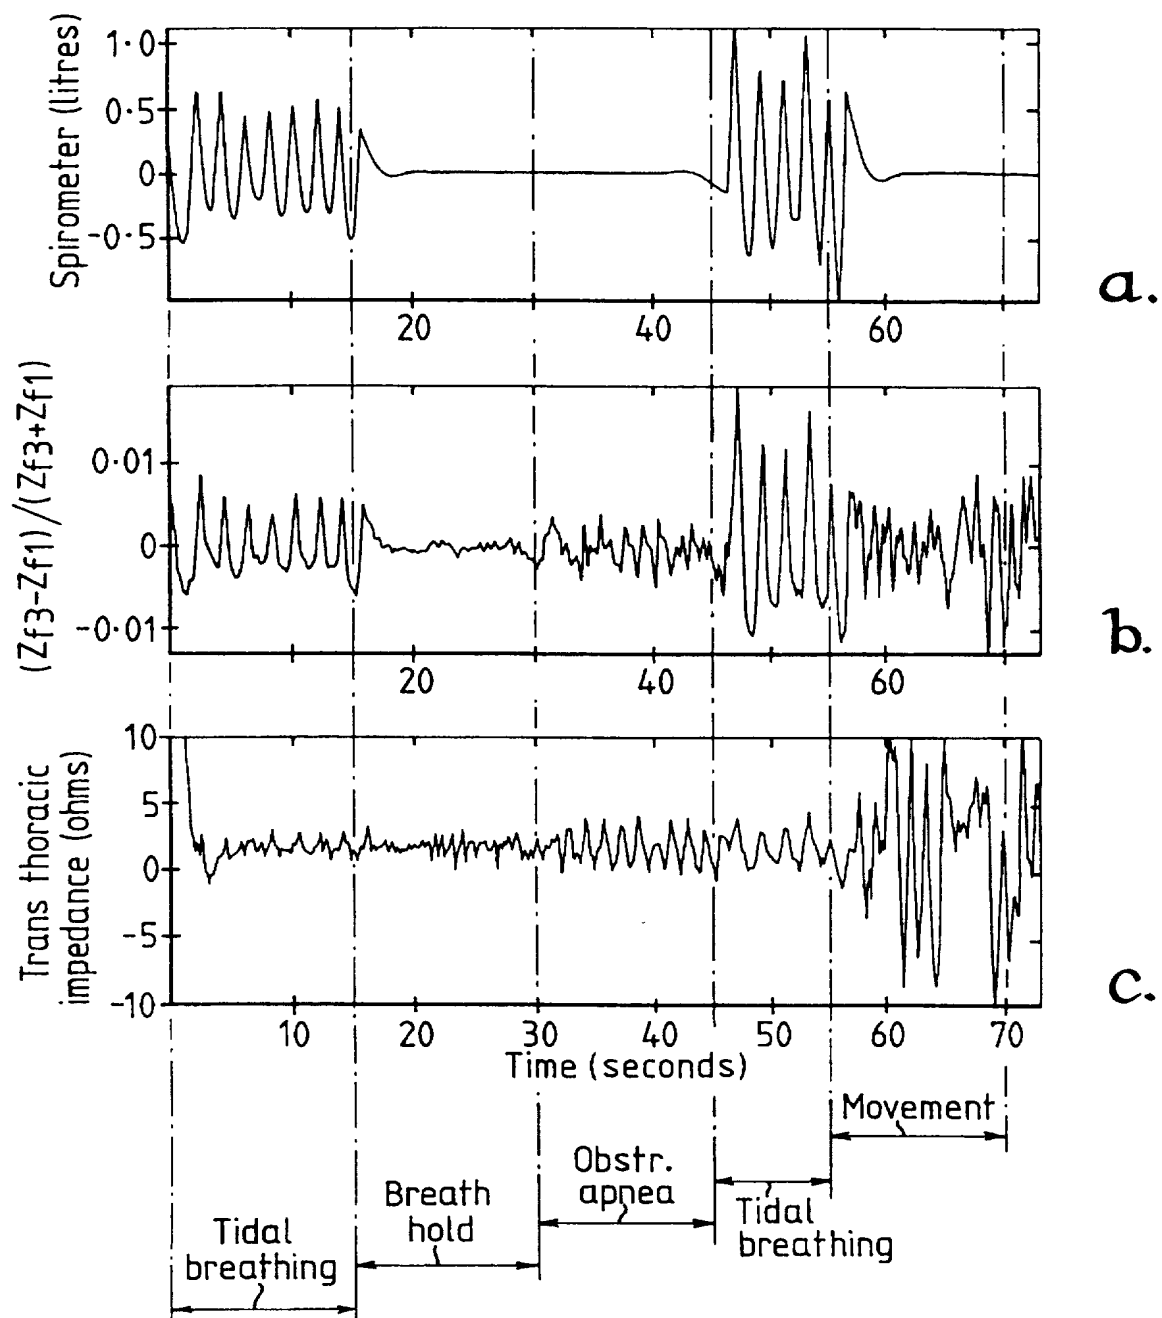 Spirometer (litres)
1·0
0·5
0
-0·5
20
40
60
a.
(Zf3-Zf1)/(Zf3+Zf1)
0·01
0
-0·01
20
40
60
b.
Trans thoracic
impedance (ohms)
10
5
0
-5
-10
10
20
30
40
50
60
70
Time (seconds)
c.
Movement
Obstr.
apnea
Breath
hold
Tidal
breathing
Tidal
breathing